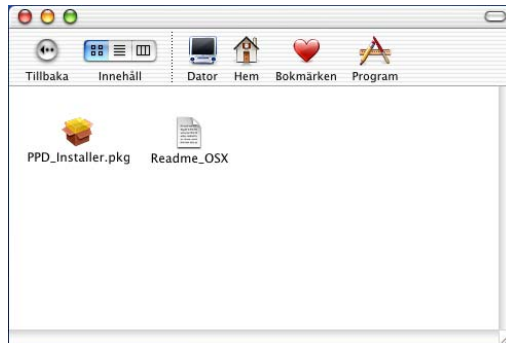 Tillbaka Innehåll Dator Hem Bokmärken Program
PPD_Installer.pkg Readme_OSX